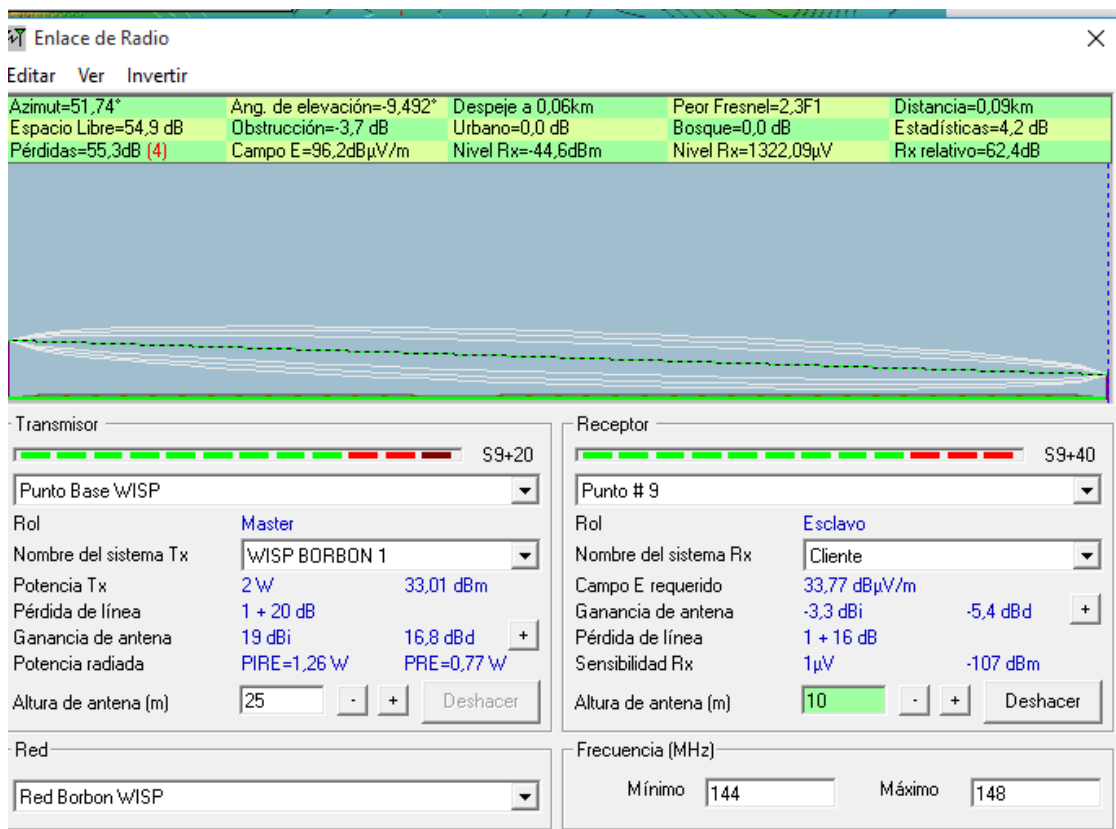 Enlace de Radio
Editar Ver Invertir
Azimut=51,74° Ang. de elevación=-9,492° Despeje a 0,06km Peor Fresnel=2,3F1 Distancia=0,09km
Espacio Libre=54,9 dB Obstrucción=-3,7 dB Urbano=0,0 dB Bosque=0,0 dB Estadísticas=4,2 dB
Pérdidas=55,3dB (4) Campo E=96,2dBµV/m Nivel Rx=-44,6dBm Nivel Rx=1322,09µV Rx relativo=62,4dB
Transmisor
S9+20
Punto Base WISP
Rol Master
Nombre del sistema Tx WISP BORBON 1
Potencia Tx 2 W 33,01 dBm
Pérdida de línea 1 + 20 dB
Ganancia de antena 19 dBi 16,8 dBd +
Potencia radiada PIRE=1,26 W PRE=0,77 W
Altura de antena (m) 25 - + Deshacer
Receptor
S9+40
Punto # 9
Rol Esclavo
Nombre del sistema Rx Cliente
Campo E requerido 33,77 dBµV/m
Ganancia de antena -3,3 dBi -5,4 dBd +
Pérdida de línea 1 + 16 dB
Sensibilidad Rx 1µV -107 dBm
Altura de antena (m) 10 - + Deshacer
Red
Red Borbon WISP
Frecuencia (MHz)
Mínimo 144 Máximo 148